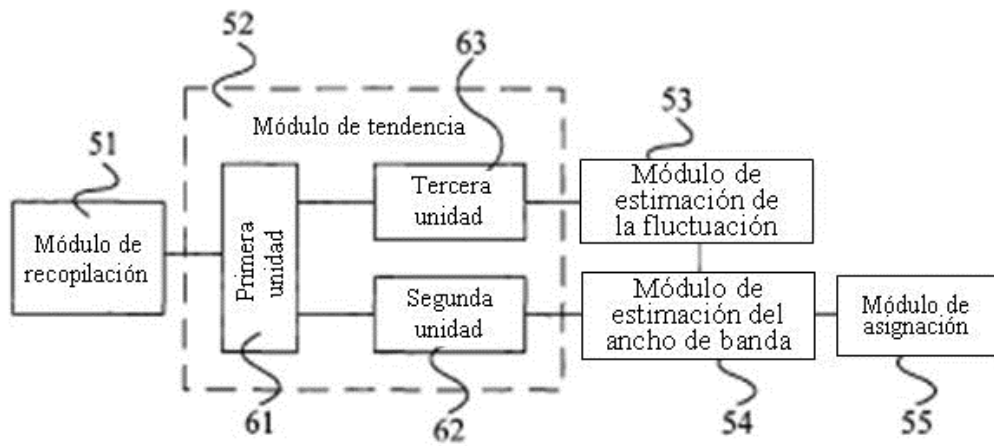 52
63
53
51
Módulo de tendencia
Módulo de
recopilación
Primera
unidad
Tercera
unidad
Módulo de
estimación de
la fluctuación
Segunda
unidad
Módulo de
estimación del
ancho de banda
Módulo de
asignación
61
62
54
55